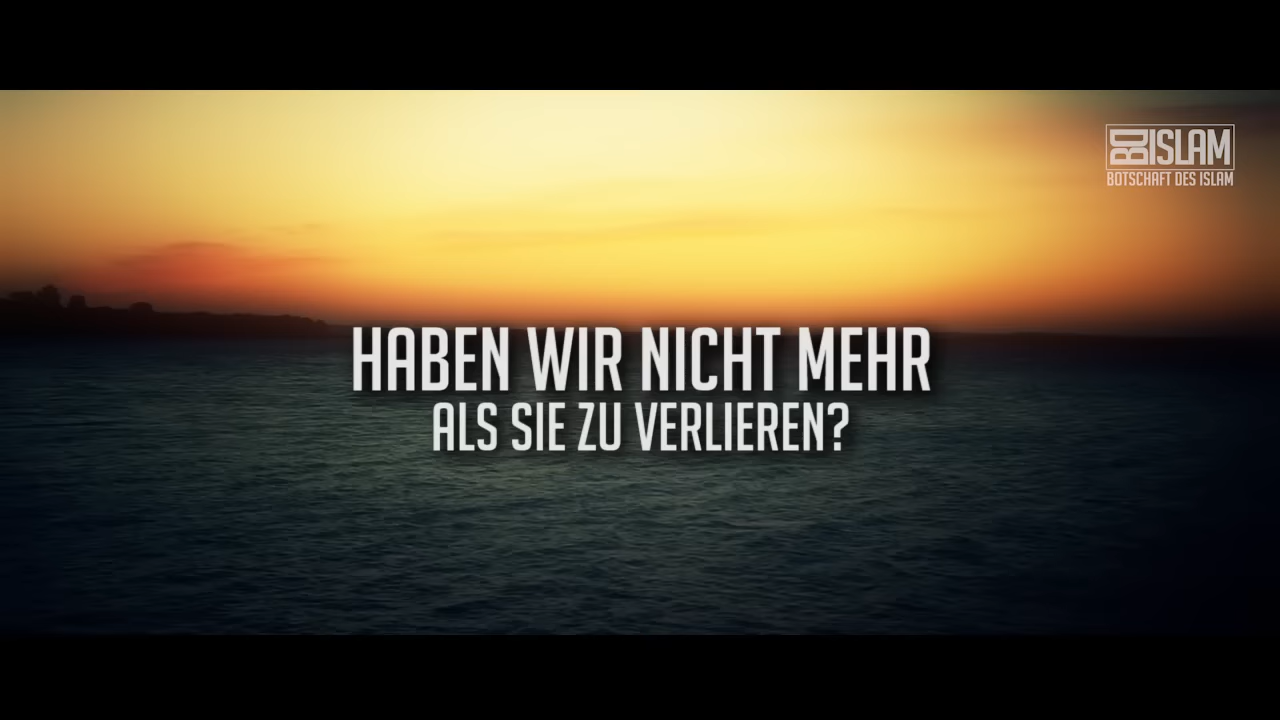 BDISLAM
BOTSCHAFT DES ISLAM
HABEN WIR NICHT MEHR
ALS SIE ZU VERLIEREN?